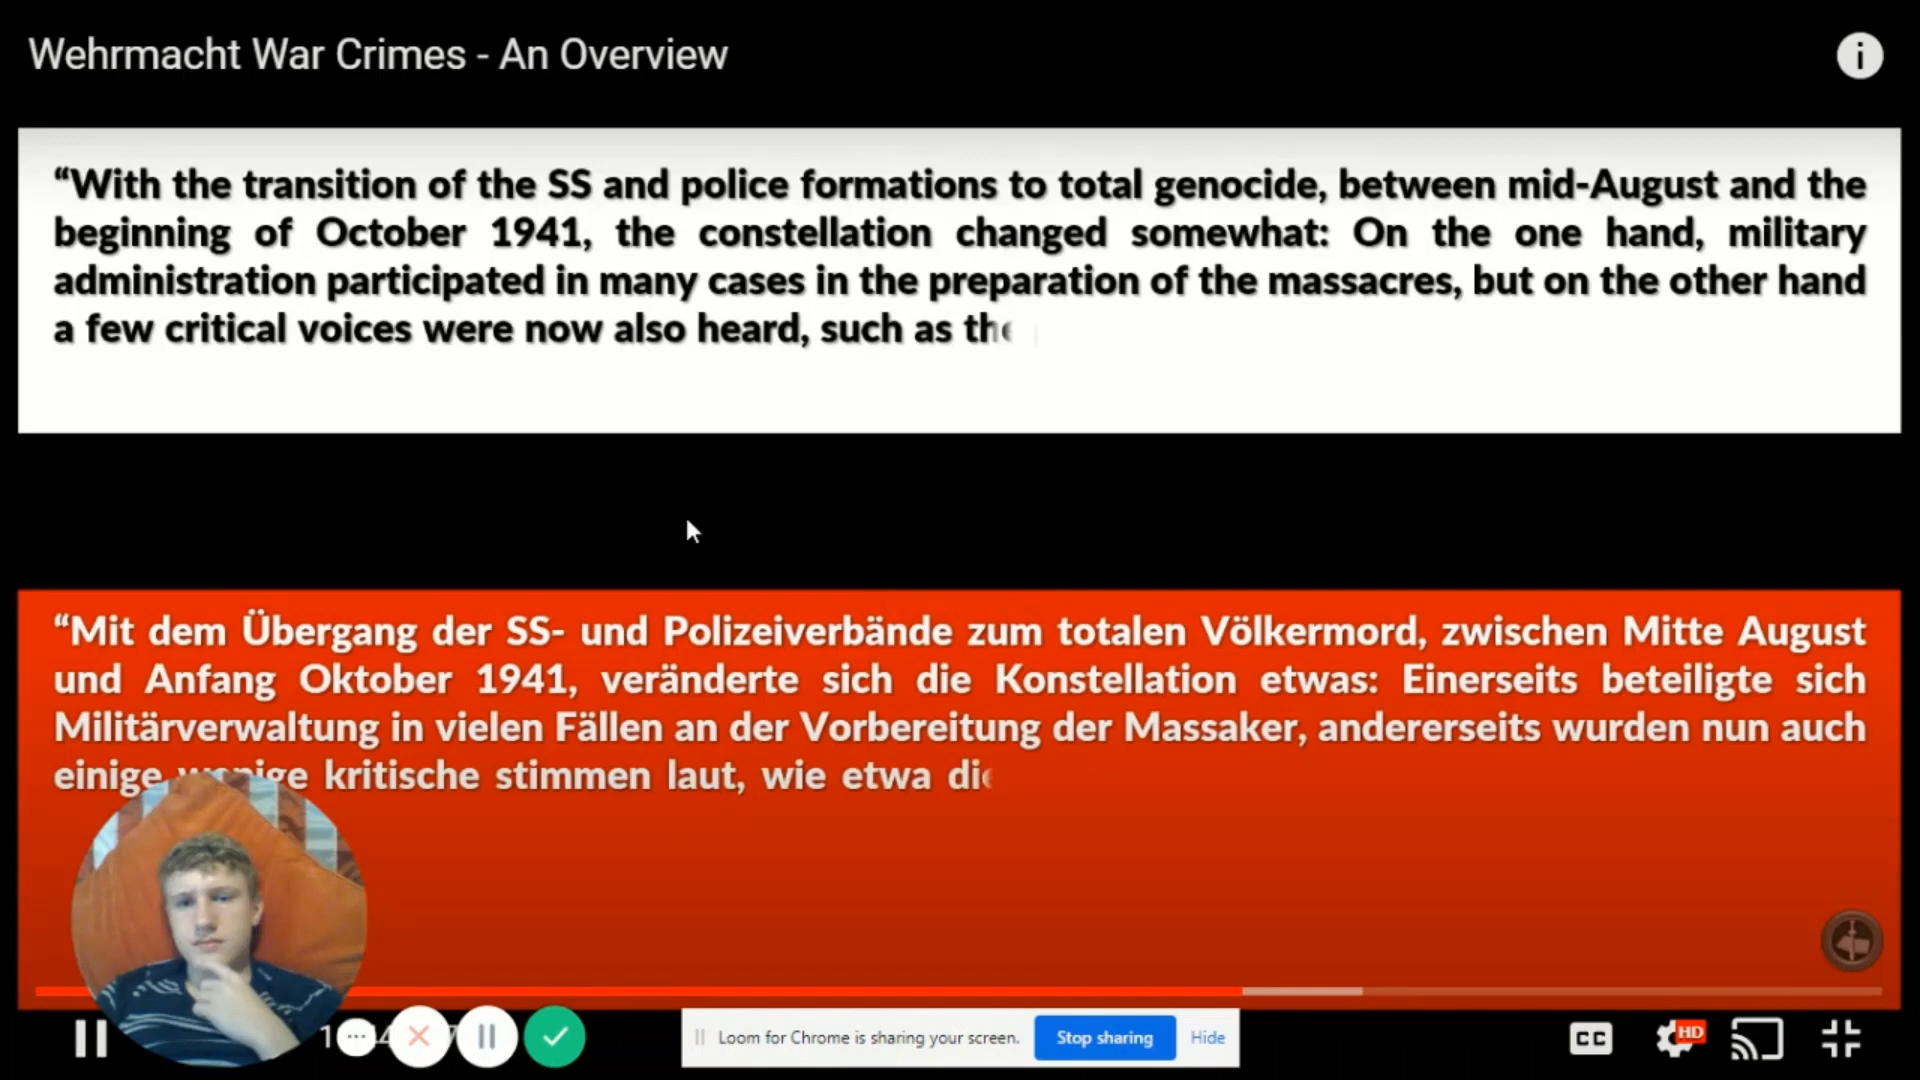 Wehrmacht War Crimes - An Overview
i
“With the transition of the SS and police formations to total genocide, between mid-August and the
beginning of October 1941, the constellation changed somewhat: On the one hand, military
administration participated in many cases in the preparation of the massacres, but on the other hand
a few critical voices were now also heard, such as the
“Mit dem Übergang der SS- und Polizeiverbände zum totalen Völkermord, zwischen Mitte August
und Anfang Oktober 1941, veränderte sich die Konstellation etwas: Einerseits beteiligte sich
Militärverwaltung in vielen Fällen an der Vorbereitung der Massaker, andererseits wurden nun auch
einige wenige kritische stimmen laut, wie etwa die
Loom for Chrome is sharing your screen. Stop sharing Hide
CC HD